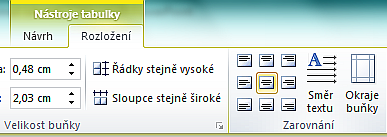 Nástroje tabulky
Návrh Rozložení
a: 0,48 cm Řádky stejně vysoké
: 2,03 cm Sloupce stejně široké
Směr textu
Okraje buňky
Velikost buňky Zarovnání